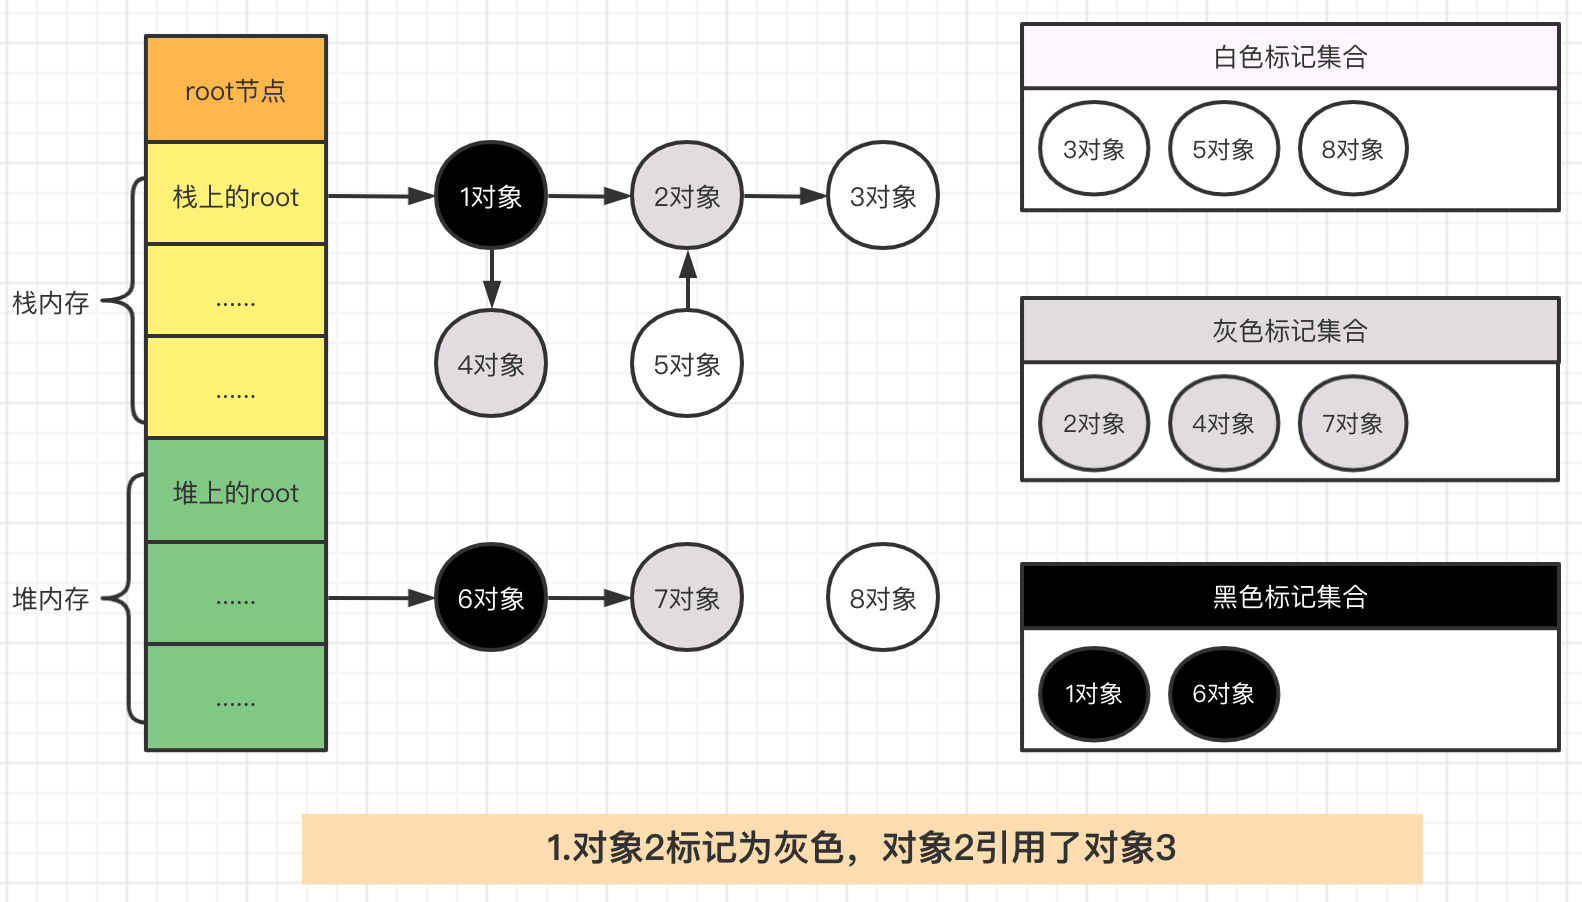 root节点
栈上的root
......
......
堆上的root
......
......
栈内存
堆内存
1对象
2对象
3对象
4对象
5对象
6对象
7对象
8对象
白色标记集合
3对象
5对象
8对象
灰色标记集合
2对象
4对象
7对象
黑色标记集合
1对象
6对象
1.对象2标记为灰色，对象2引用了对象3